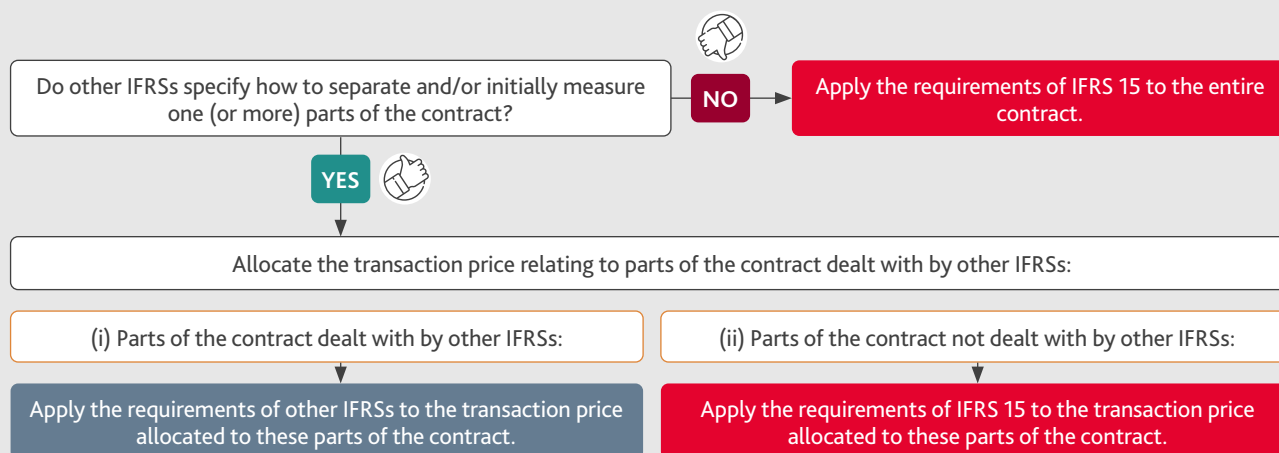 Do other IFRSs specify how to separate and/or initially measure
one (or more) parts of the contract?
NO
Apply the requirements of IFRS 15 to the entire
contract.
YES
Allocate the transaction price relating to parts of the contract dealt with by other IFRSs:
(i) Parts of the contract dealt with by other IFRSs:
(ii) Parts of the contract not dealt with by other IFRSs:
Apply the requirements of other IFRSs to the transaction price
allocated to these parts of the contract.
Apply the requirements of IFRS 15 to the transaction price
allocated to these parts of the contract.